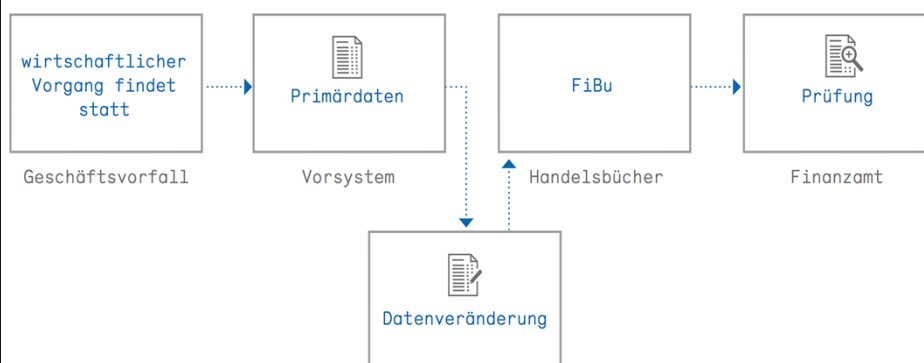 wirtschaftlicher
Vorgang findet
statt
Primärdaten
FiBu
Prüfung
Geschäftsvorfall
Vorsystem
Handelsbücher
Finanzamt
Datenveränderung